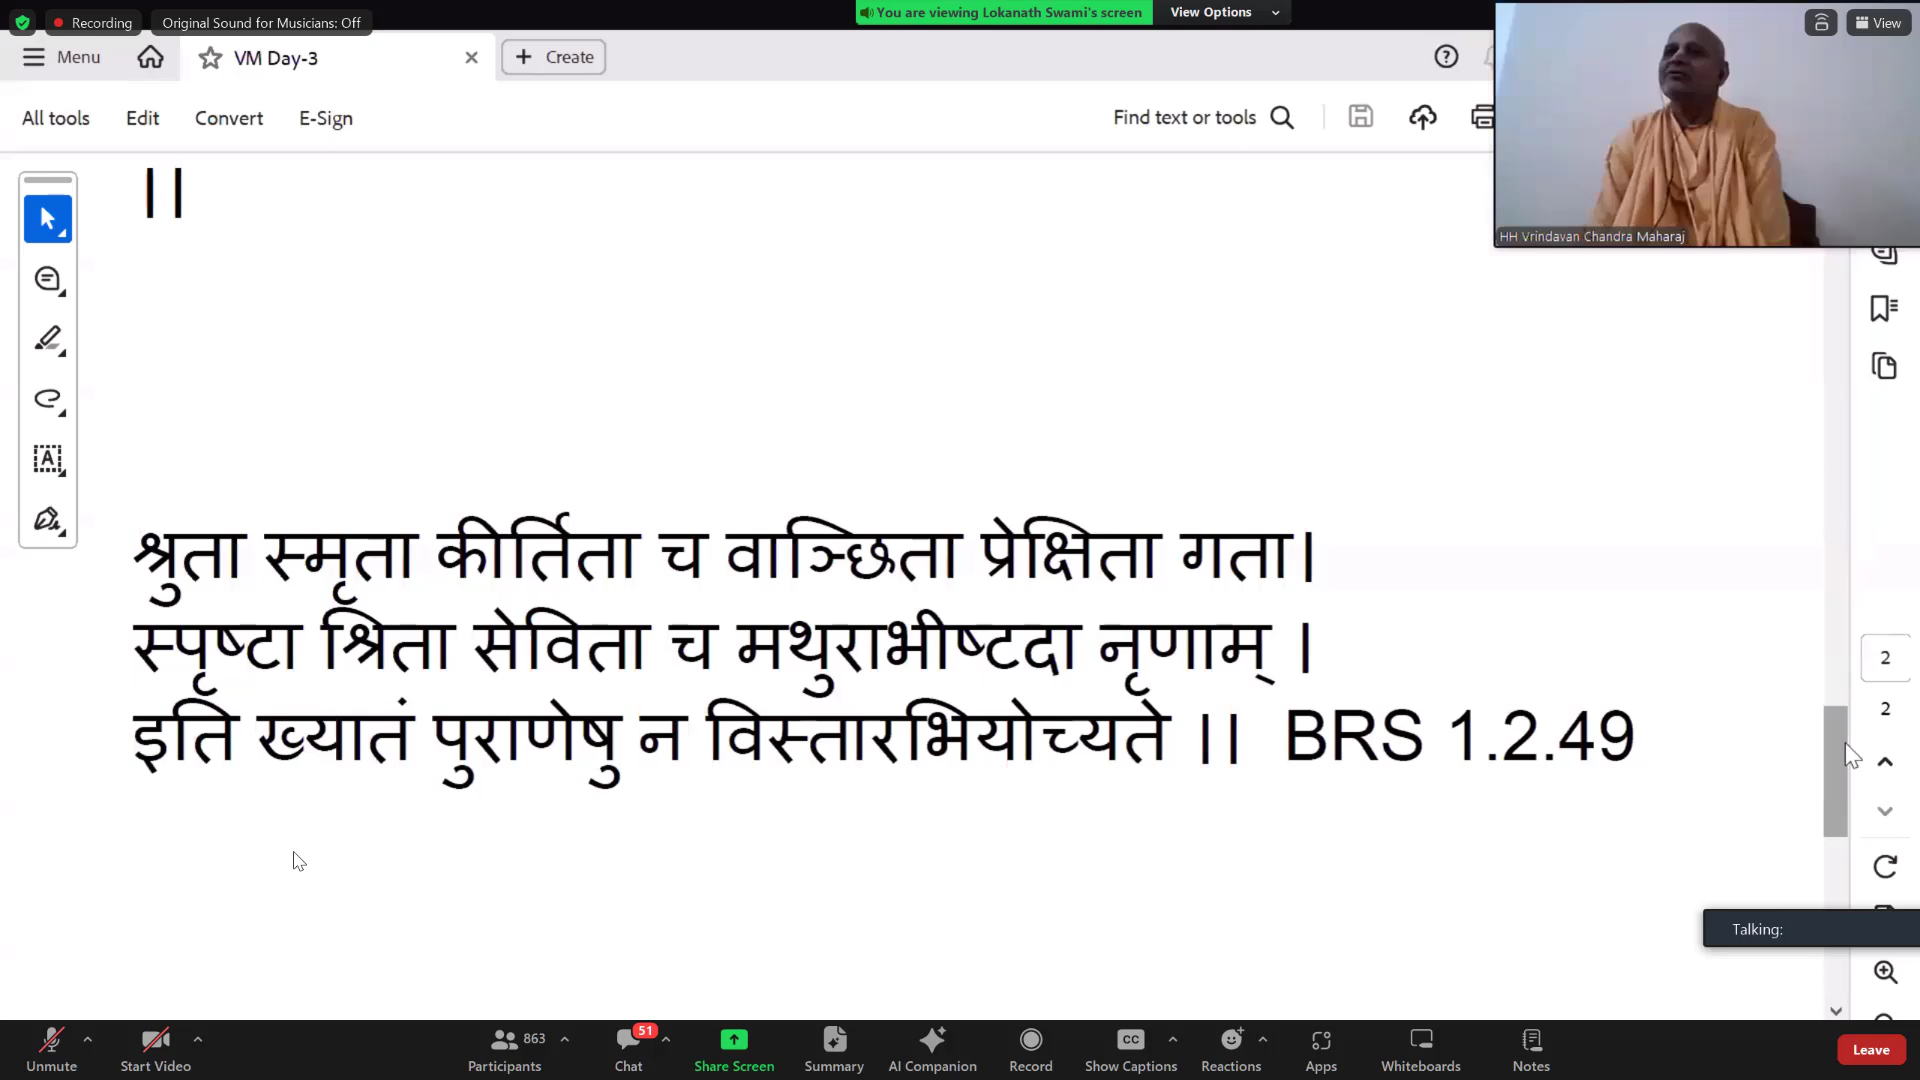 Recording
Original Sound for Musicians: Off
You are viewing Lokanath Swami's screen
View Options
View
Menu
VM Day-3
Create
All tools
Edit
Convert
E-Sign
Find text or tools
HH Vrindavan Chandra Maharaj
||
श्रुता स्मृता कीर्तिता च वाञ्छिता प्रेक्षिता गता।
स्पृष्टा श्रिता सेविता च मथुराभीष्टदा नृणाम् |
इति ख्यातं पुराणेषु न विस्तारभियोच्यते || BRS 1.2.49
2
2
Talking:
Unmute
Start Video
863
Participants
51
Chat
Share Screen
Summary
AI Companion
Record
CC
Show Captions
Reactions
Apps
Whiteboards
Notes
Leave